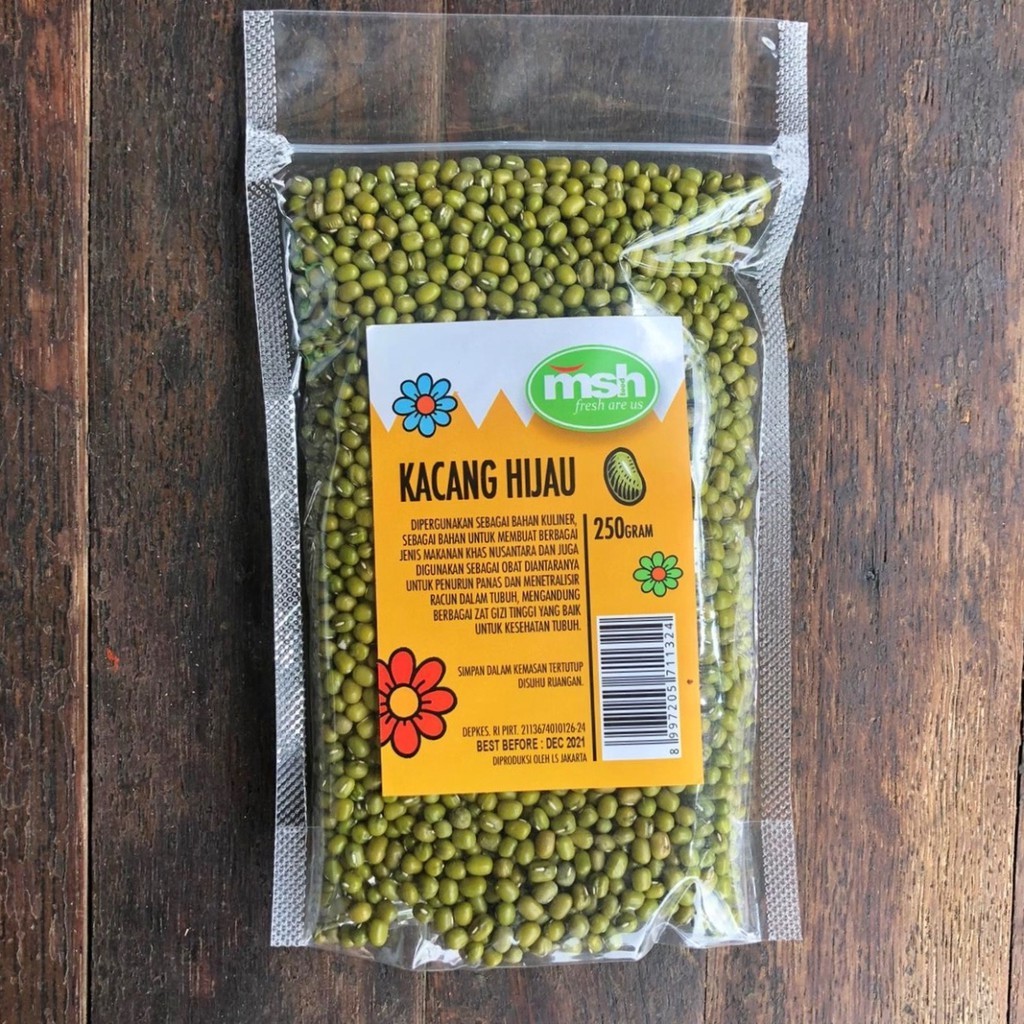 msh
food
fresh are us
KACANG HIJAU
DIPERGUNAKAN SEBAGAI BAHAN KULINER,
SEBAGAI BAHAN UNTUK MEMBUAT BERBAGAI
JENIS MAKANAN KHAS NUSANTARA DAN JUGA
DIGUNAKAN SEBAGAI OBAT DIANTARANYA
UNTUK PENURUN PANAS DAN MENETRALISIR
RACUN DALAM TUBUH, MENGANDUNG
BERBAGAI ZAT GIZI TINGGI YANG BAIK
UNTUK KESEHATAN TUBUH.
SIMPAN DALAM KEMASAN TERTUTUP
DISUHU RUANGAN.
DEPKES. RI PIRT. 2113674010126-24
BEST BEFORE : DEC 2021
DIPRODUKSI OLEH LS JAKARTA
250GRAM
8 997205 711324